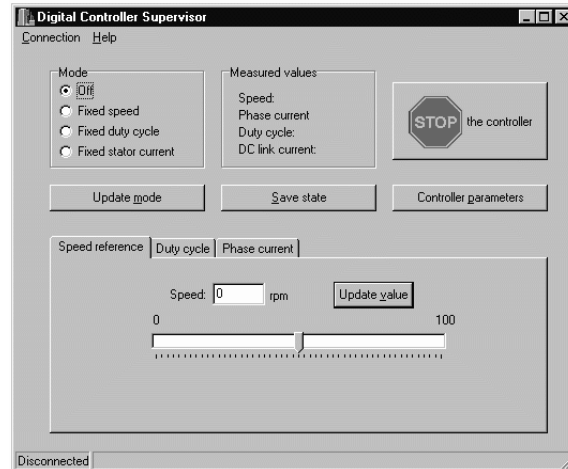 Digital Controller Supervisor
Connection Help
Mode
Off
Fixed speed
Fixed duty cycle
Fixed stator current
Measured values
Speed:
Phase current
Duty cycle:
DC link current:
STOP the controller
Update mode
Save state
Controller parameters
Speed reference Duty cycle Phase current
Speed: 0 rpm Update value
0 100
Disconnected